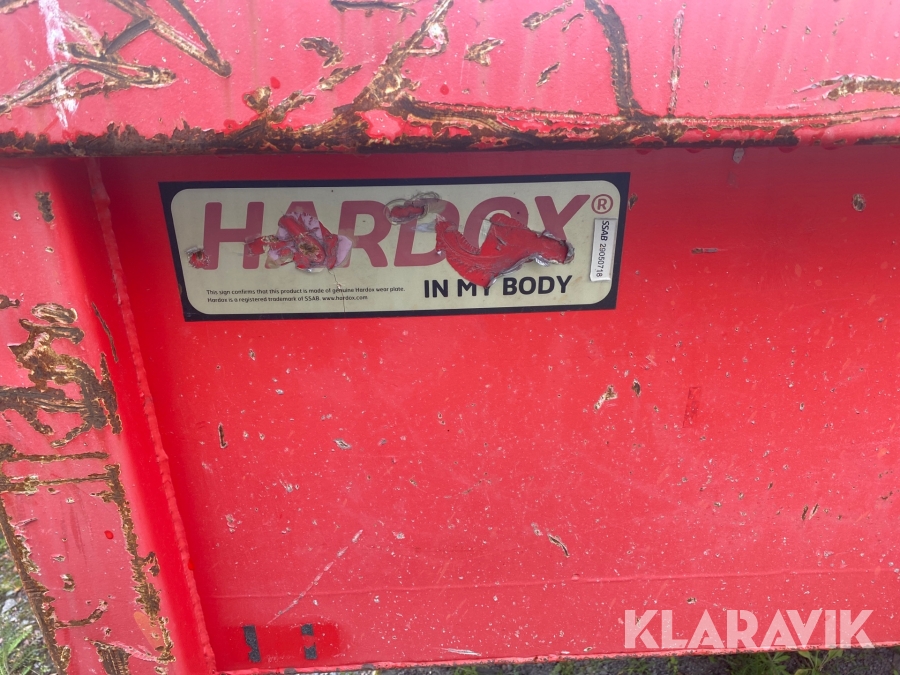 HARDOX®
IN MY BODY
This sign confirms that this product is made of genuine Hardox wear plate.
Hardox is a registered trademark of SSAB. www.hardox.com
SSAB 29050718
KLARAVIK